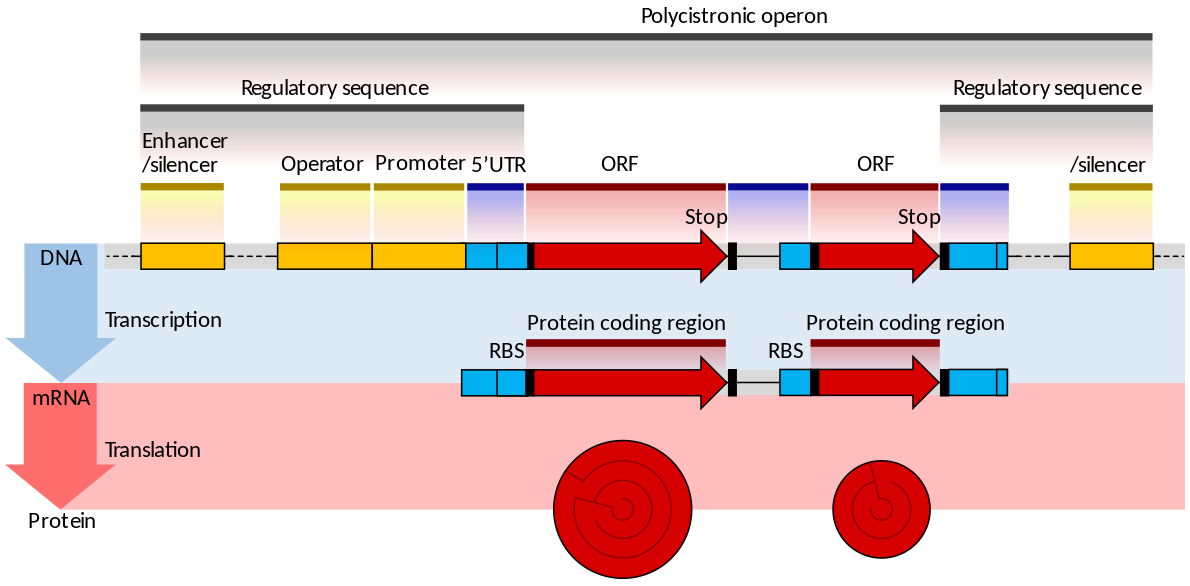 Polycistronic operon
Regulatory sequence
Regulatory sequence
Enhancer
/silencer
Operator
Promoter
5’UTR
ORF
ORF
/silencer
Stop
Stop
DNA
Transcription
Protein coding region
Protein coding region
RBS
RBS
mRNA
Translation
Protein